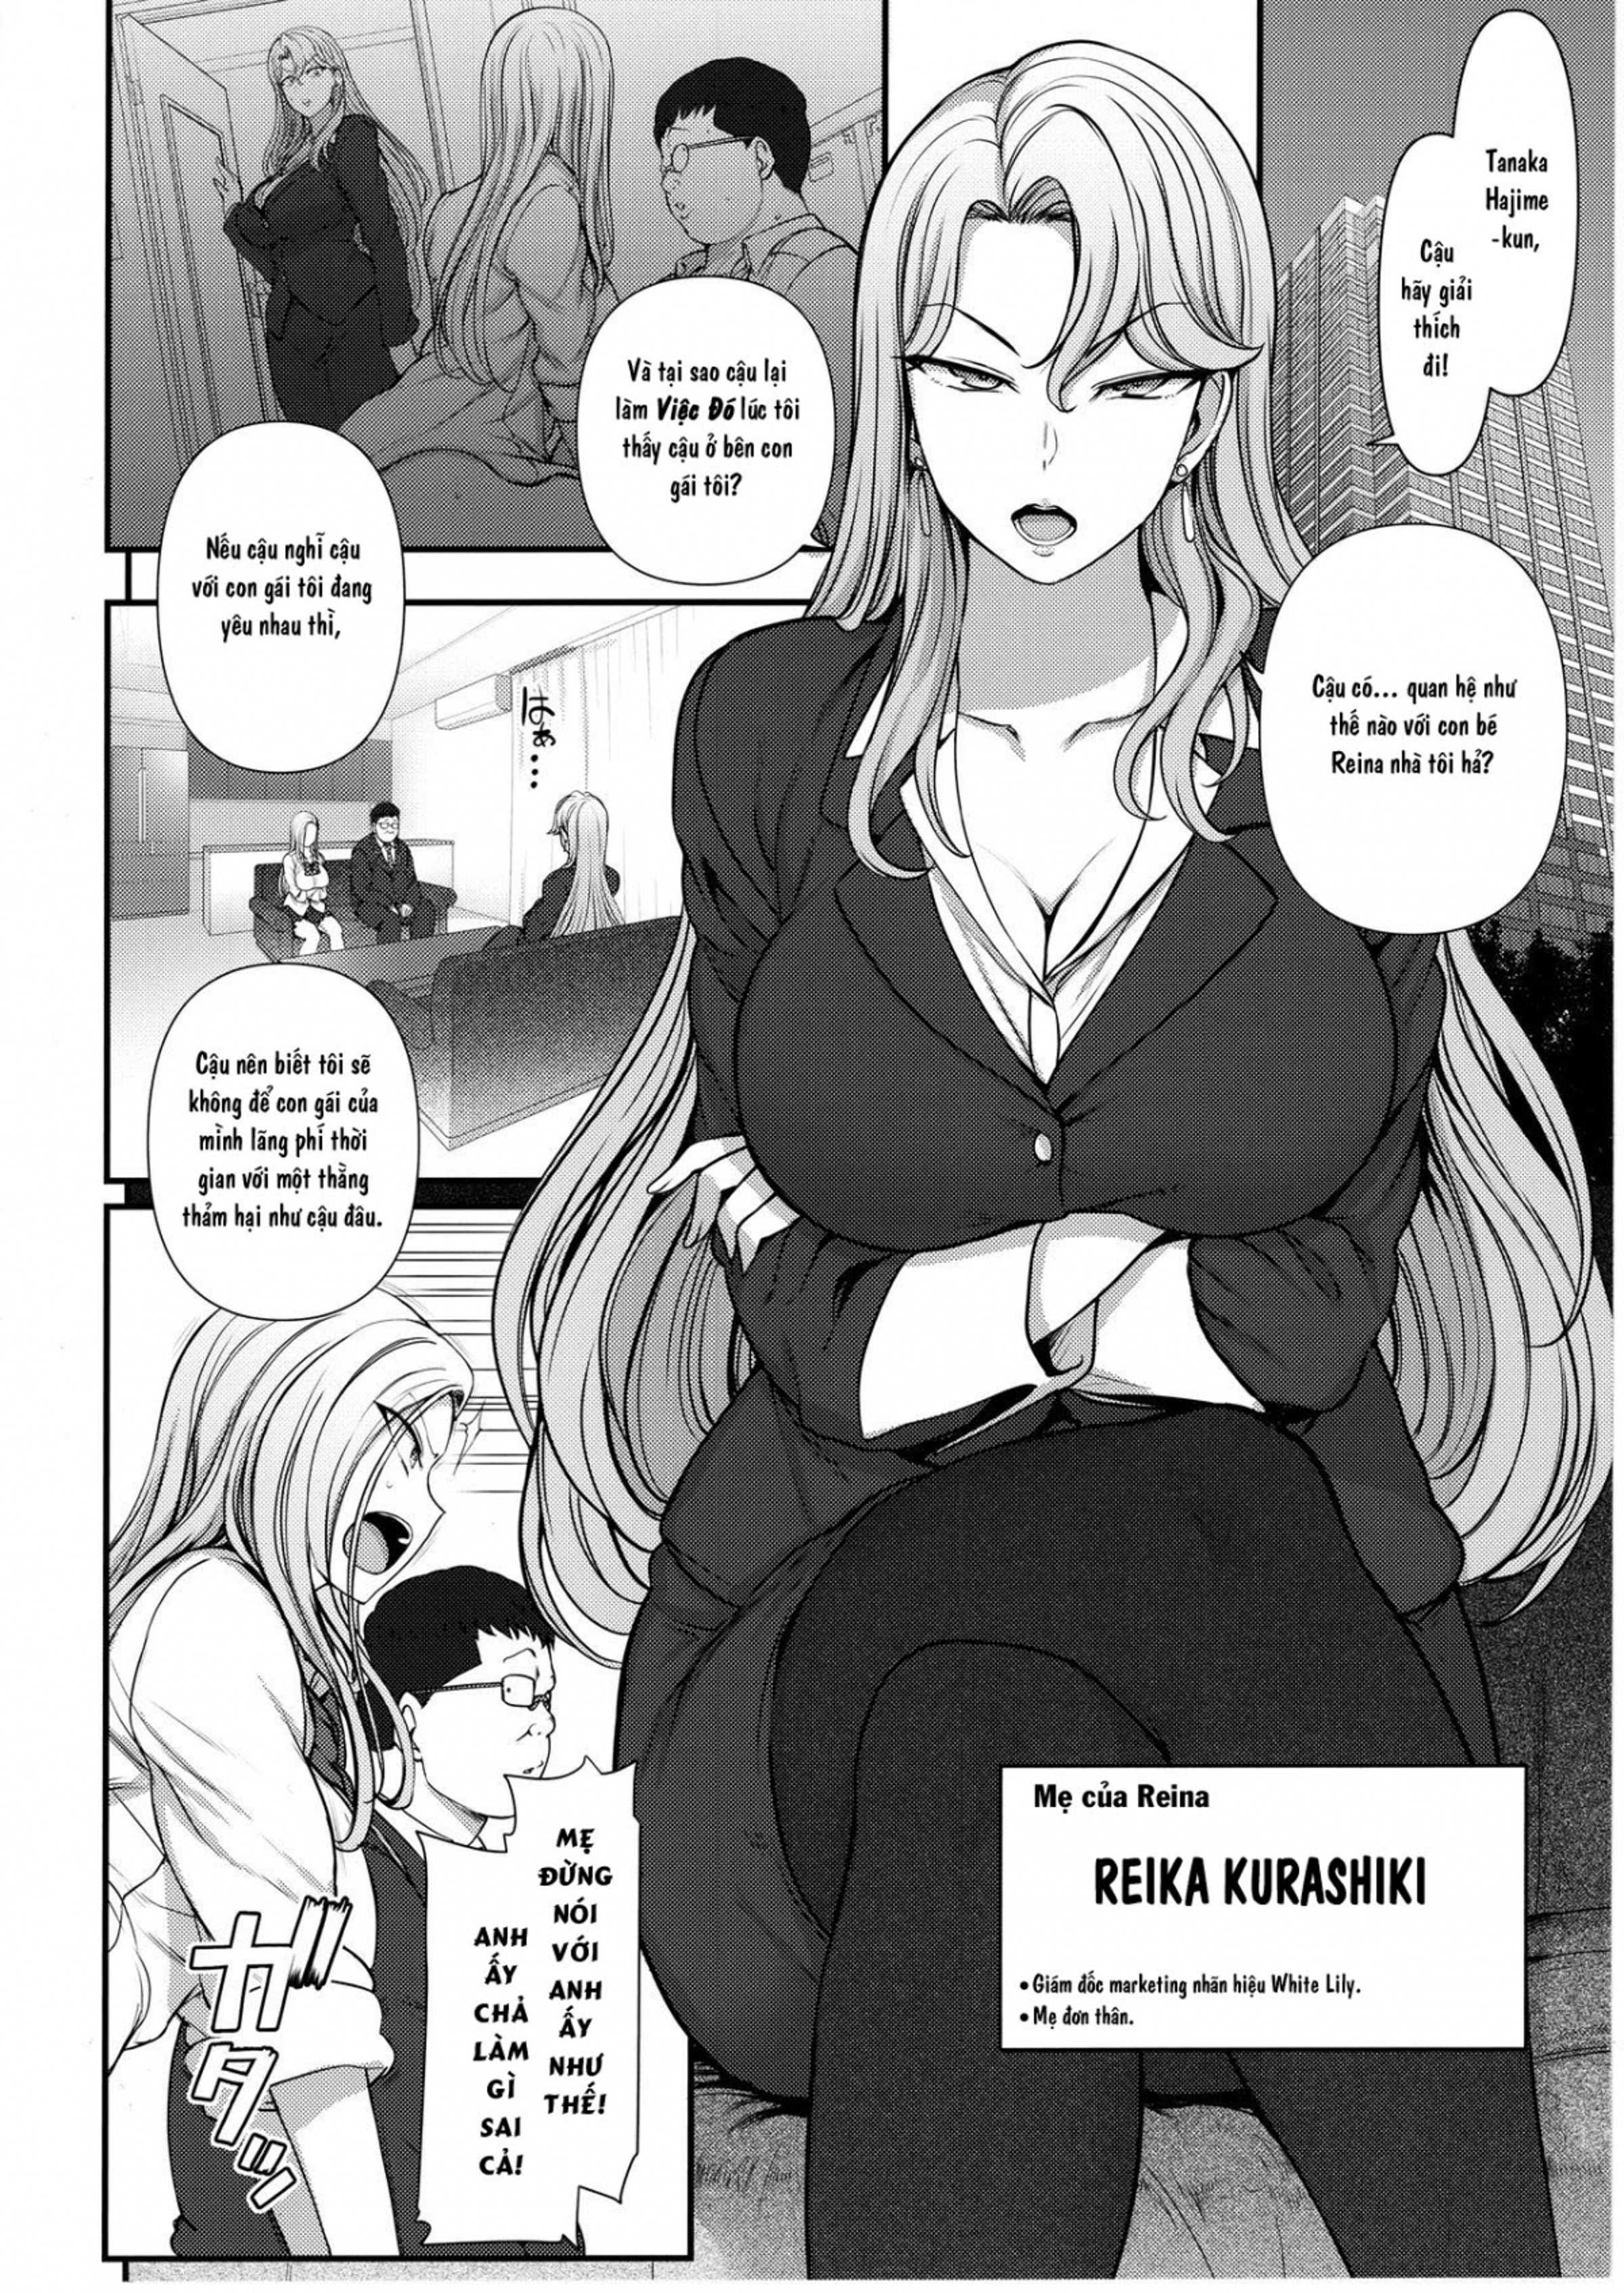 Tanaka
Hajime
-kun,
Cậu
hãy giải
thích
đi!
Cậu có... quan hệ như
thế nào với con bé
Reina nhà tôi hả?
Và tại sao cậu lại
làm Việc Đó lúc tôi
thấy cậu ở bên con
gái tôi?
Nếu cậu nghĩ cậu
với con gái tôi đang
yêu nhau thì,
はぁ…
Cậu nên biết tôi sẽ
không để con gái của
mình lãng phí thời
gian với một thằng
thảm hại như cậu đâu.
MẸ
ĐỪNG
NÓI
VỚI
ANH
ẤY
NHƯ
THẾ!
ANH
ẤY
CHẢ
LÀM
GÌ
SAI
CẢ!
ガタッ
Mẹ của Reina
REIKA KURASHIKI
• Giám đốc marketing nhãn hiệu White Lily.
• Mẹ đơn thân.